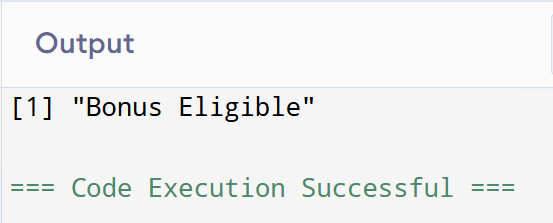 Output
[1] "Bonus Eligible"
=== Code Execution Successful ===